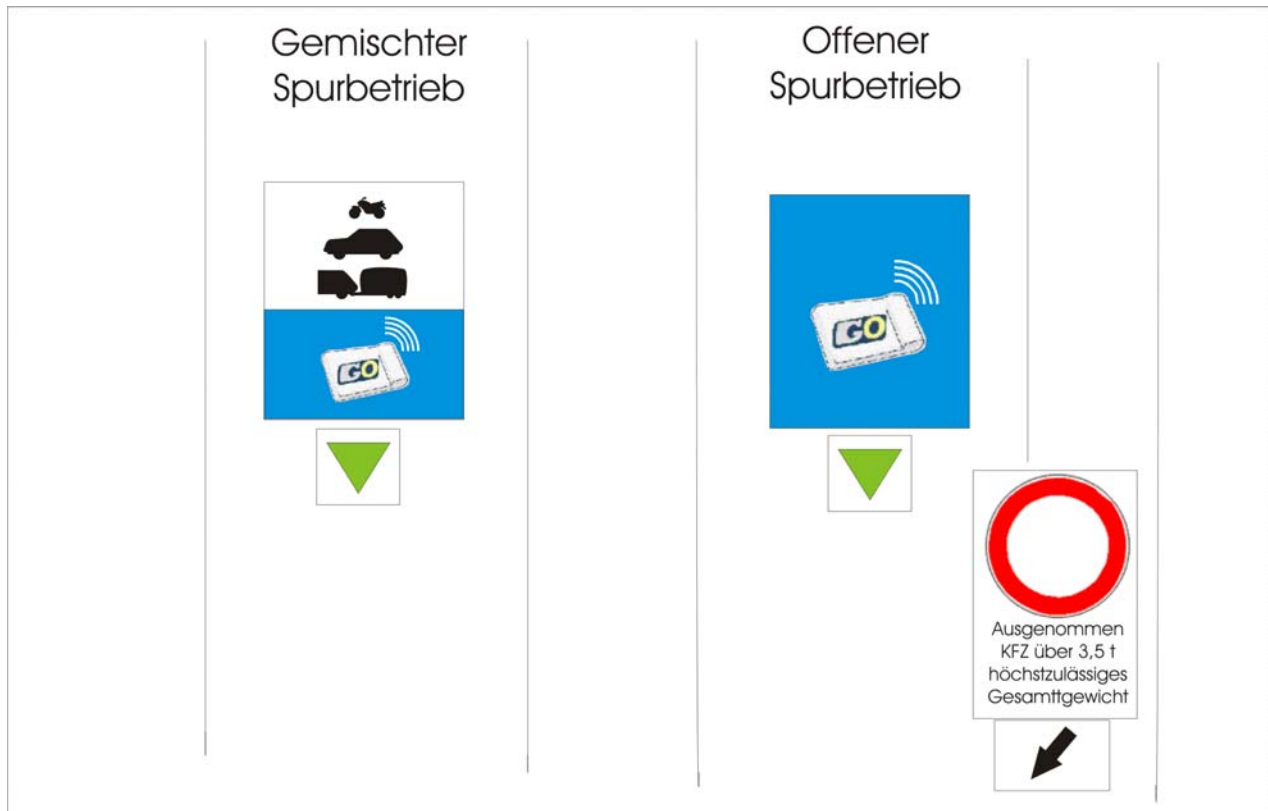 Gemischter
Spurbetrieb
GO
Offener
Spurbetrieb
GO
Ausgenommen
KFZ über 3,5 t
höchstzulässiges
Gesamttgewicht